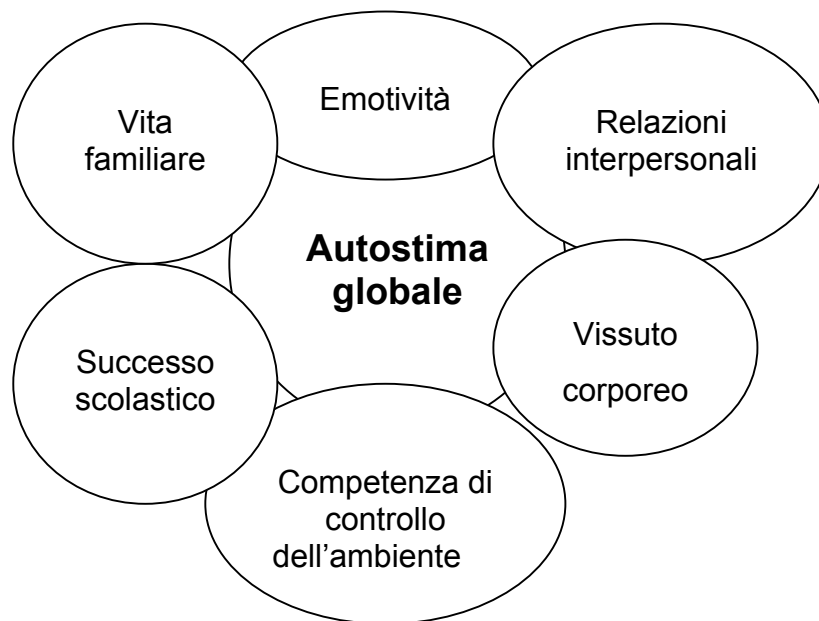 Emotività
Vita
familiare
Relazioni
interpersonali
Autostima
globale
Successo
scolastico
Vissuto
corporeo
Competenza di
controllo
dell’ambiente